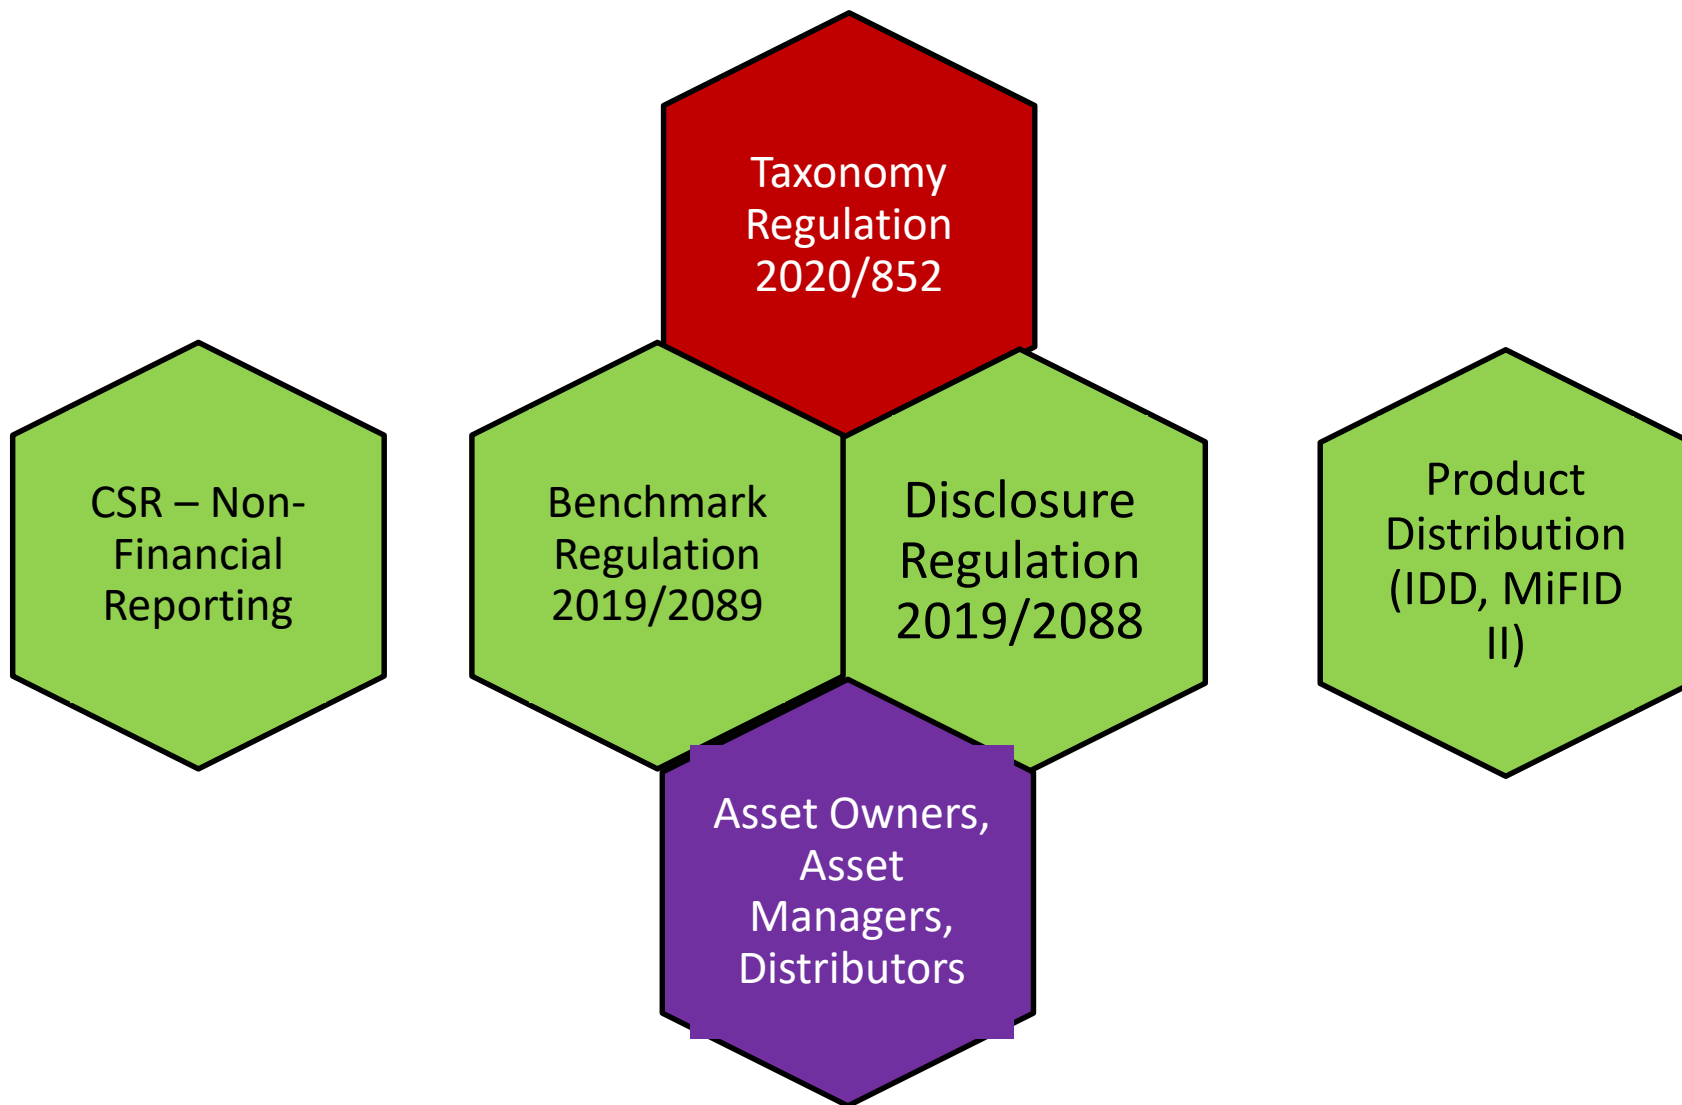 Taxonomy
Regulation
2020/852
CSR – Non-
Financial
Reporting
Benchmark
Regulation
2019/2089
Disclosure
Regulation
2019/2088
Product
Distribution
(IDD, MiFID
II)
Asset Owners,
Asset
Managers,
Distributors